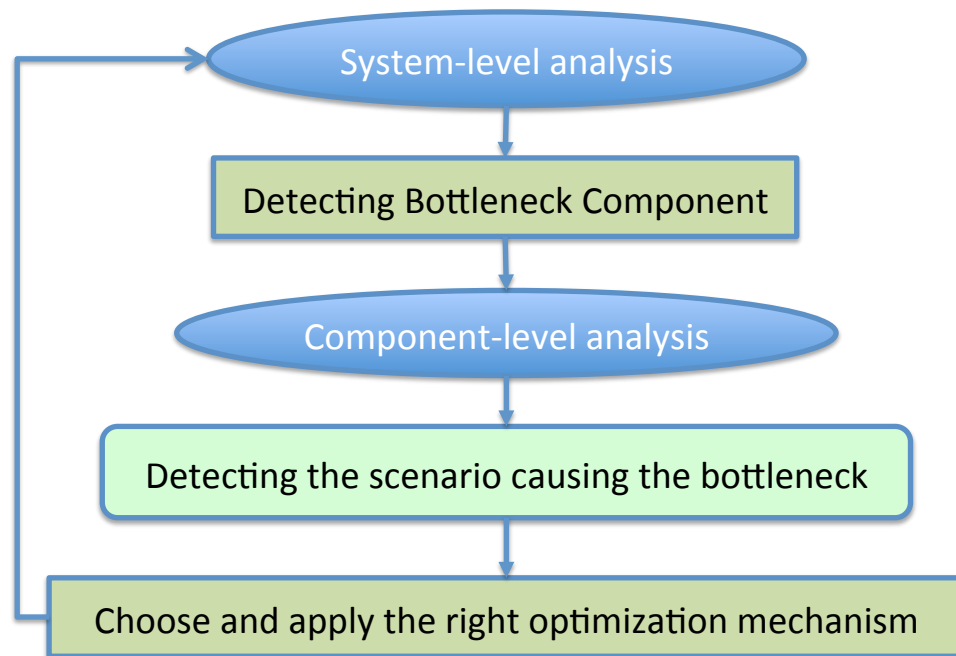 System-level analysis
Detecting Bottleneck Component
Component-level analysis
Detecting the scenario causing the bottleneck
Choose and apply the right optimization mechanism